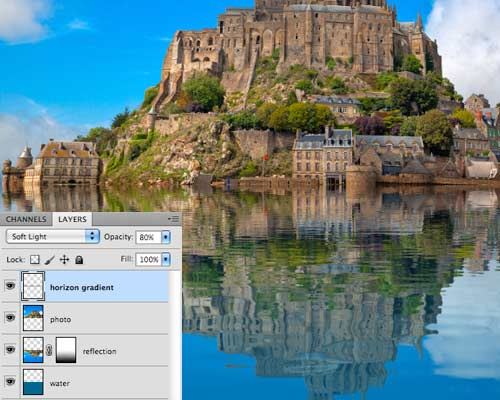 CHANNELS LAYERS
Soft Light Opacity: 80%
Lock: Fill: 100%
horizon gradient
photo
reflection
water